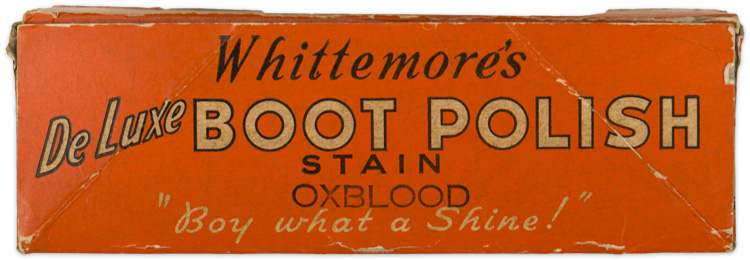 Whittemore's
De Luxe BOOT POLISH
STAIN
OXBLOOD
"Boy what a Shine!"